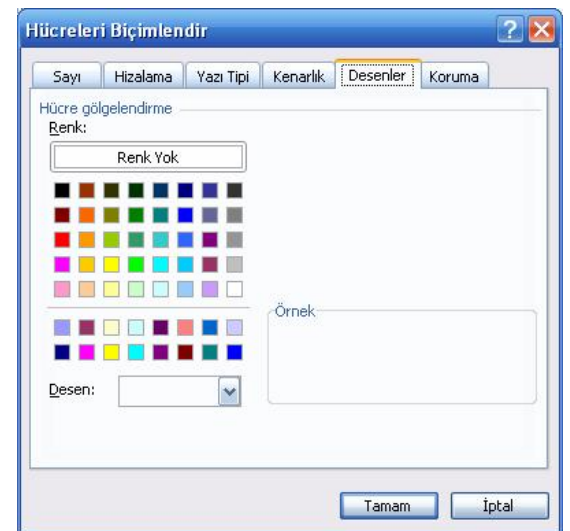 Hücreleri Biçimlendir
Sayı Hizalama Yazı Tipi Kenarlık Desenler Koruma
Hücre gölgelendirme
Renk:
Renk Yok
Örnek
Desen:
Tamam İptal